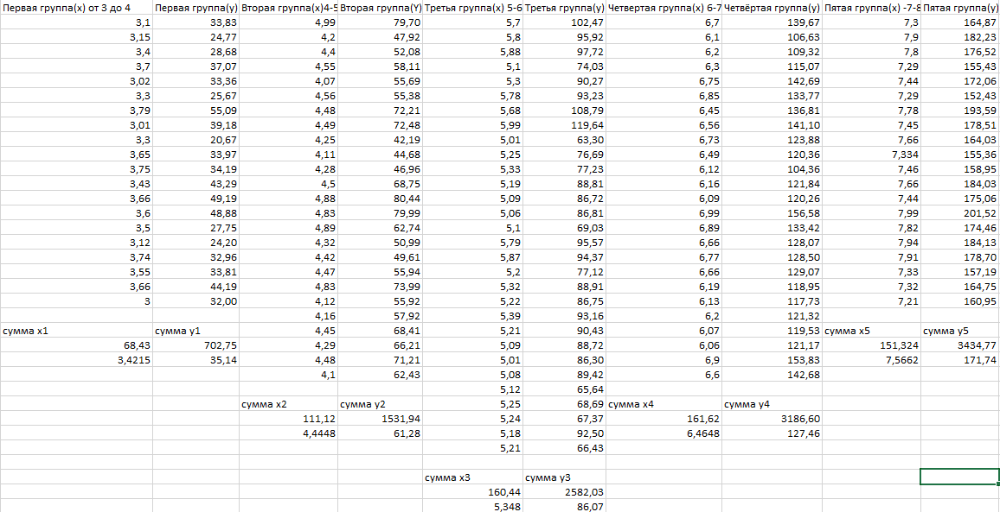 Первая группа(х) от 3 до 4 Первая группа(у) Вторая группа(х)4-5 Вторая группа(Y) Третья группа(х) 5-6 Третья группа(у) Четвертая группа(х) 6-7 Четвёртая группа(у) Пятая группа(х) -7-8 Пятая группа(у)
3,1 33,83 4,99 79,70 5,7 102,47 6,7 139,67 7,3 164,87
3,15 24,77 4,2 47,92 5,8 95,92 6,1 106,63 7,9 182,23
3,4 28,68 4,4 52,08 5,88 97,72 6,2 109,32 7,8 176,52
3,7 37,07 4,55 58,11 5,1 74,03 6,3 115,07 7,29 155,43
3,02 33,36 4,07 55,69 5,3 90,27 6,75 142,69 7,44 172,06
3,3 25,67 4,56 55,38 5,78 93,23 6,85 133,77 7,29 152,43
3,79 55,09 4,48 72,21 5,68 108,79 6,45 136,81 7,78 193,59
3,01 39,18 4,49 72,48 5,99 119,64 6,56 141,10 7,45 178,51
3,3 20,67 4,25 42,19 5,01 63,30 6,73 123,88 7,66 164,03
3,65 33,97 4,11 44,68 5,25 76,69 6,49 120,36 7,334 155,36
3,75 34,19 4,28 46,96 5,33 77,23 6,12 104,36 7,46 158,95
3,43 43,29 4,5 68,75 5,19 88,81 6,16 121,84 7,66 184,03
3,66 49,19 4,88 80,44 5,09 86,72 6,09 120,26 7,44 175,06
3,6 48,88 4,83 79,99 5,06 86,81 6,99 156,58 7,99 201,52
3,5 27,75 4,89 62,74 5,1 69,03 6,89 133,42 7,82 174,46
3,12 24,20 4,32 50,99 5,79 95,57 6,66 128,07 7,94 184,13
3,74 32,96 4,42 49,61 5,87 94,37 6,77 128,50 7,91 178,70
3,55 33,81 4,47 55,94 5,2 77,12 6,66 129,07 7,33 157,19
3,66 44,19 4,83 73,99 5,32 88,91 6,19 118,95 7,32 164,75
3 32,00 4,12 55,92 5,22 86,75 6,13 117,73 7,21 160,95
4,16 57,92 5,39 93,16 6,2 121,32
сумма х1 сумма у1 4,45 68,41 5,21 90,43 6,07 119,53 сумма х5 сумма у5
68,43 702,75 4,29 66,21 5,09 88,72 6,06 121,17 151,324 3434,77
3,4215 35,14 4,48 71,21 5,01 86,30 6,9 153,83 7,5662 171,74
4,1 62,43 5,08 89,42 6,6 142,68
5,12 65,64
сумма х2 сумма у2 5,25 68,69 сумма х4 сумма у4
111,12 1531,94 5,24 67,37 161,62 3186,60
4,4448 61,28 5,18 92,50 6,4648 127,46
5,21 66,43
сумма х3 сумма у3
160,44 2582,03
5,348 86,07